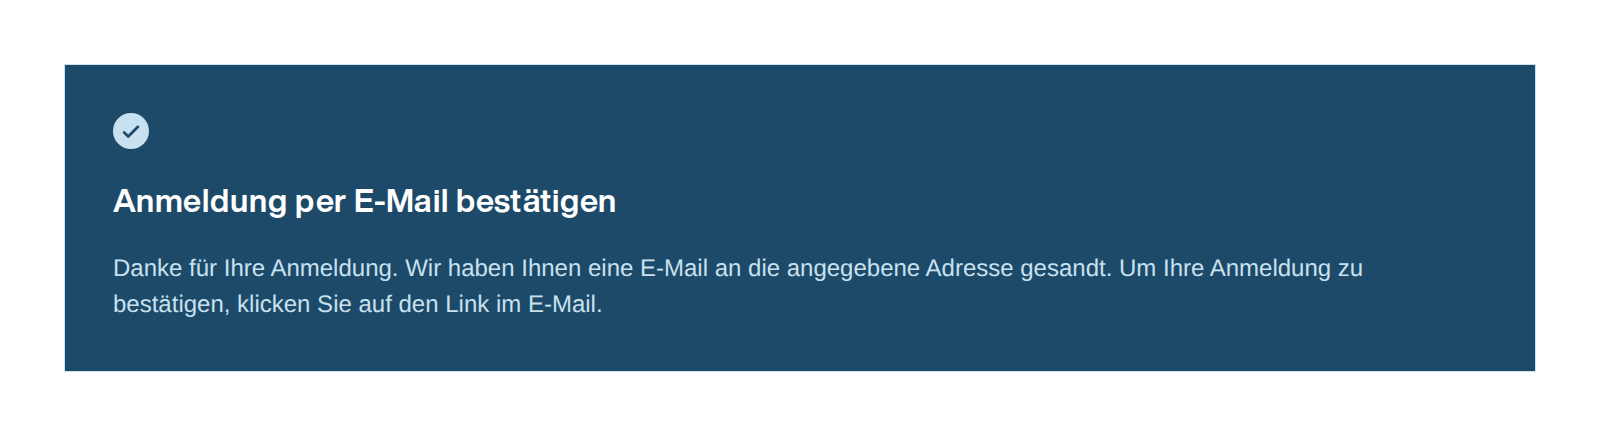 Anmeldung per E-Mail bestätigen
Danke für Ihre Anmeldung. Wir haben Ihnen eine E-Mail an die angegebene Adresse gesandt. Um Ihre Anmeldung zu
bestätigen, klicken Sie auf den Link im E-Mail.